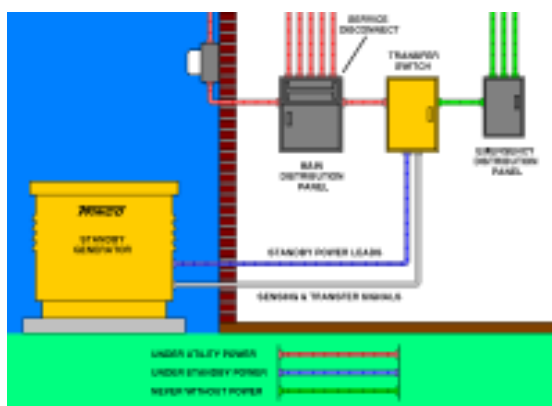 SERVICE
DISCONNECT
TRANSFER
SWITCH
MAIN
DISTRIBUTION
PANEL
EMERGENCY
DISTRIBUTION
PANEL
WINCO
STANDBY
GENERATOR
STANDBY POWER LEADS
SENSING & TRANSFER SIGNALS
UNDER UTILITY POWER
UNDER STANDBY POWER
NEVER WITHOUT POWER